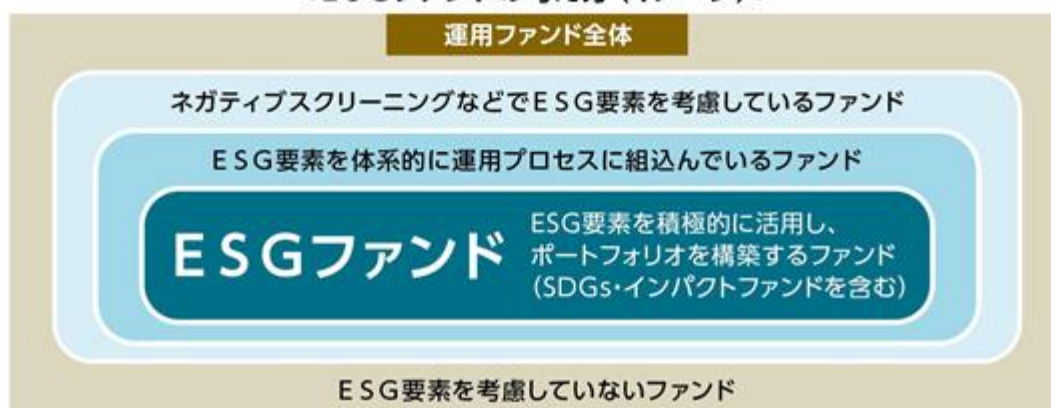 運用ファンド全体
ネガティブスクリーニングなどでESG要素を考慮しているファンド
ESG要素を体系的に運用プロセスに組込んでいるファンド
ESGファンド
ESG要素を積極的に活用し、
ポートフォリオを構築するファンド
(SDGs・インパクトファンドを含む)
ESG要素を考慮していないファンド